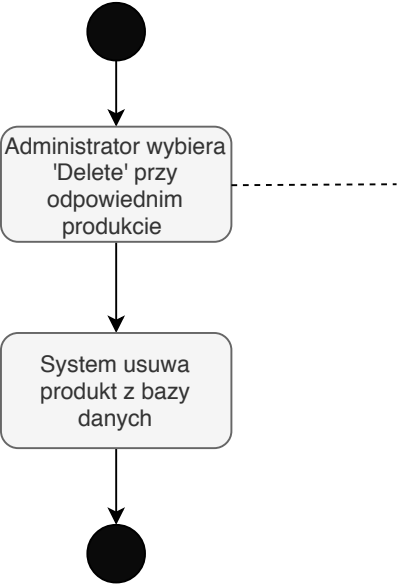 Administrator wybiera
'Delete' przy
odpowiednim
produkcie
System usuwa
produkt z bazy
danych